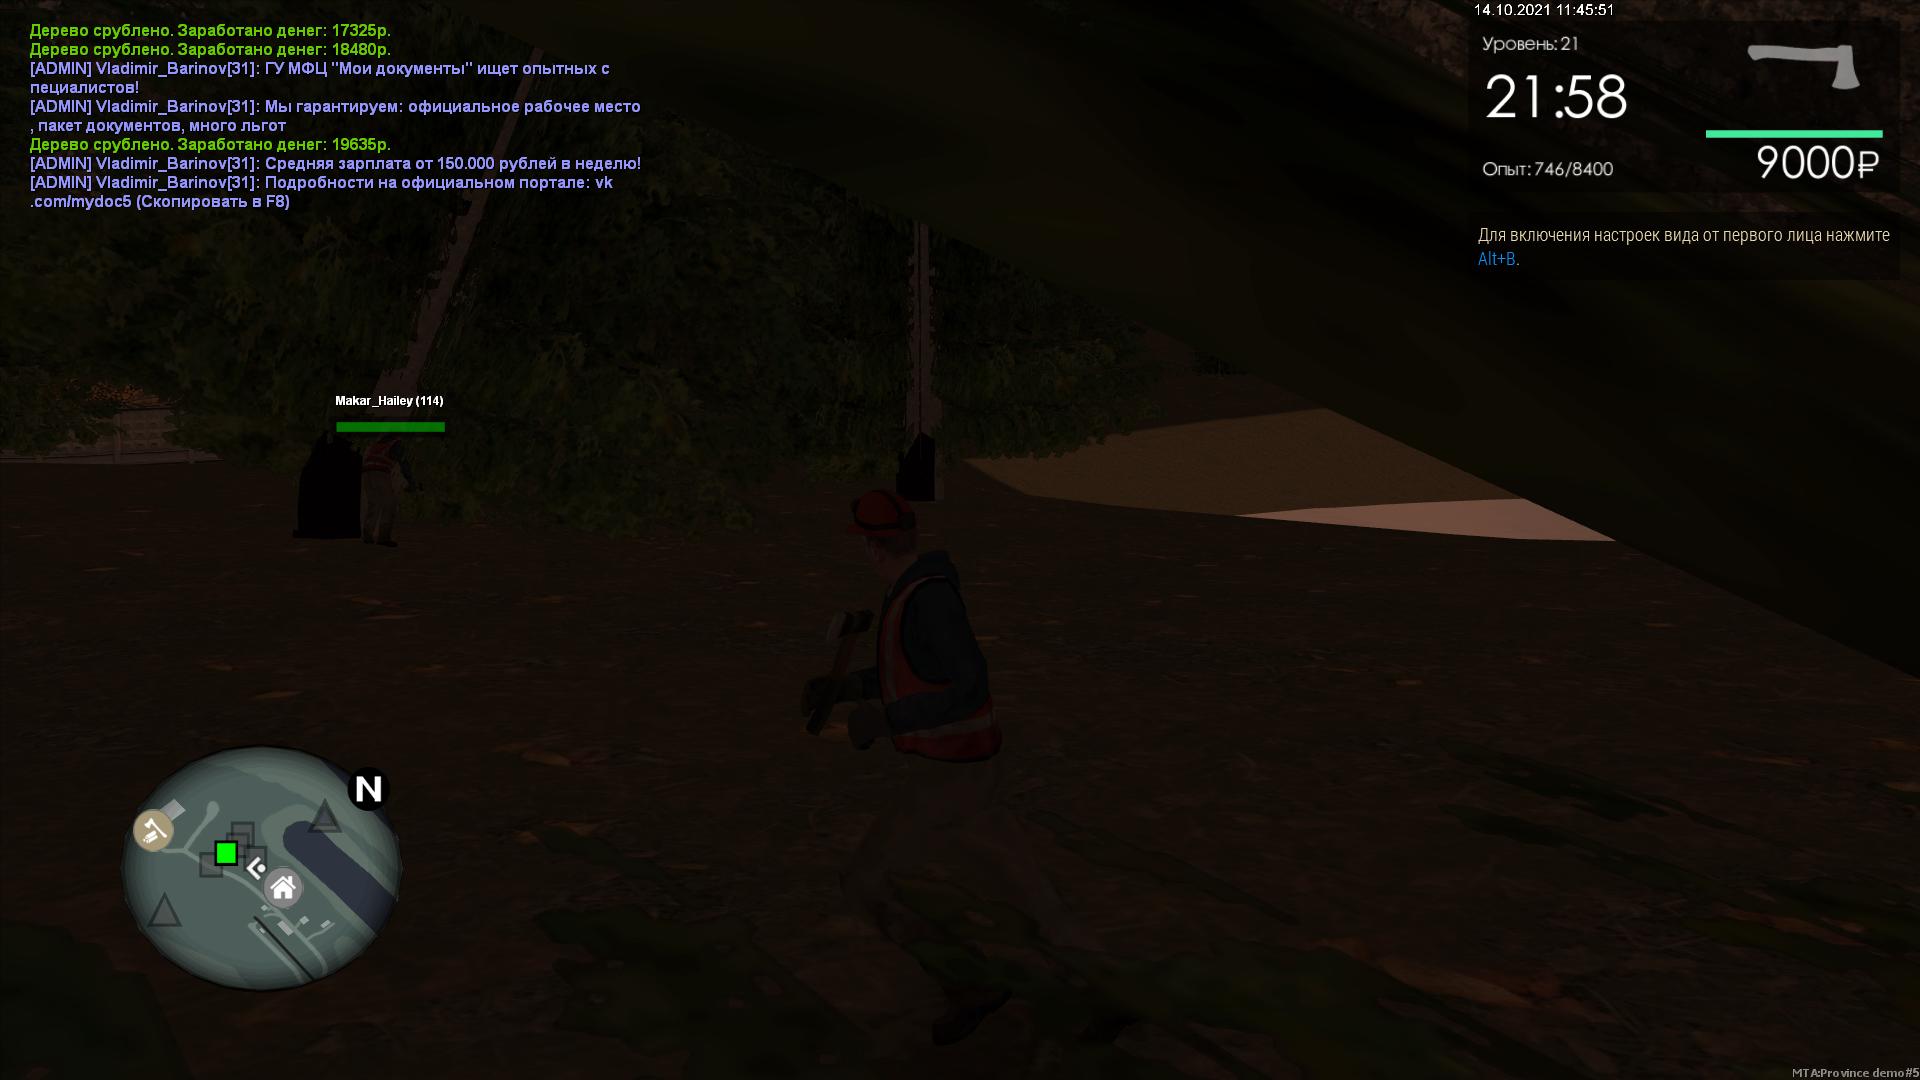 Дерево срублено. Заработано денег: 17325р.
Дерево срублено. Заработано денег: 18480р.
[ADMIN] Vladimir_Barinov[31]: ГУ МФЦ "Мои документы" ищет опытных с
пециалистов!
[ADMIN] Vladimir_Barinov[31]: Мы гарантируем: официальное рабочее место
, пакет документов, много льгот
Дерево срублено. Заработано денег: 19635р.
[ADMIN] Vladimir_Barinov[31]: Средняя зарплата от 150.000 рублей в неделю!
[ADMIN] Vladimir_Barinov[31]: Подробности на официальном портале: vk
.com/mydoc5 (Скопировать в F8)
14.10.2021 11:45:51
Уровень: 21
21:58
Опыт: 746/8400
9000₽
Для включения настроек вида от первого лица нажмите
Alt+B.
Makar_Hailey (114)
N
MTA:Province demo#5